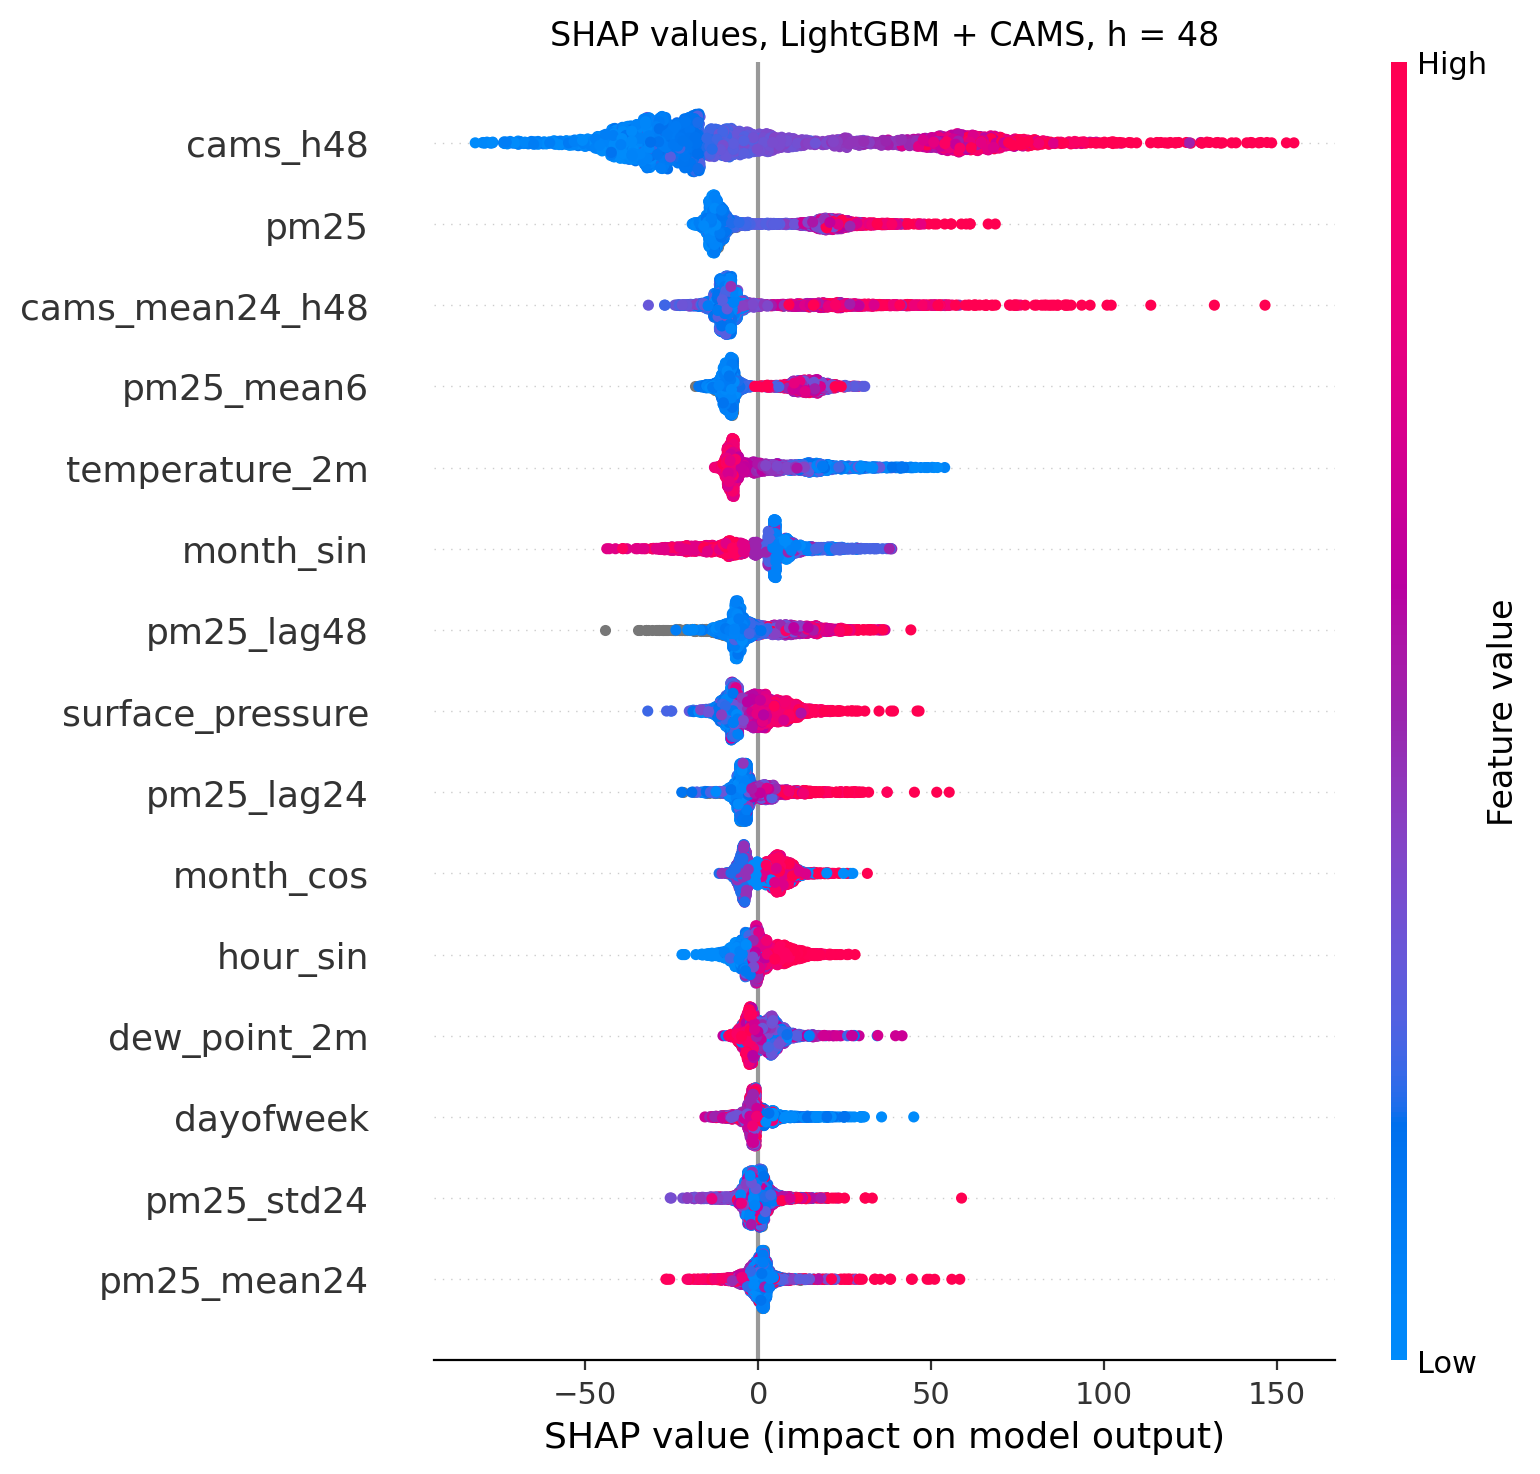 SHAP values, LightGBM + CAMS, h = 48
High
cams_h48
pm25
cams_mean24_h48
pm25_mean6
temperature_2m
month_sin
pm25_lag48
surface_pressure
pm25_lag24
month_cos
hour_sin
dew_point_2m
dayofweek
pm25_std24
pm25_mean24
Feature value
Low
−50 0 50 100 150
SHAP value (impact on model output)